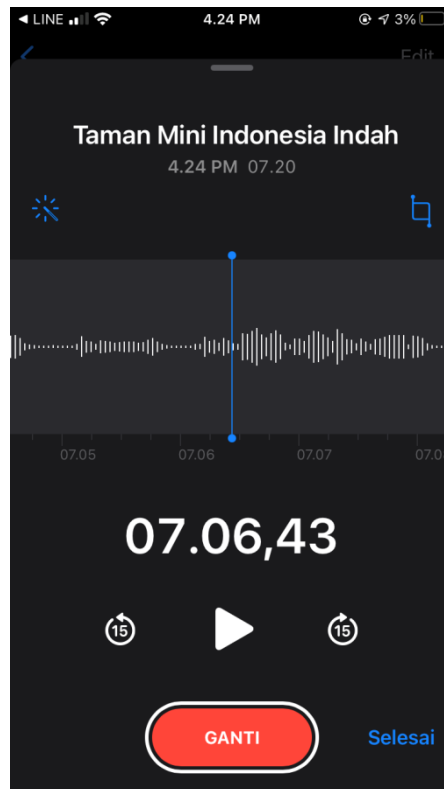 LINE 4.24 PM 3%
Edit
Taman Mini Indonesia Indah
4.24 PM 07.20
07.05 07.06 07.07 07.0
07.06,43
15 15
GANTI Selesai